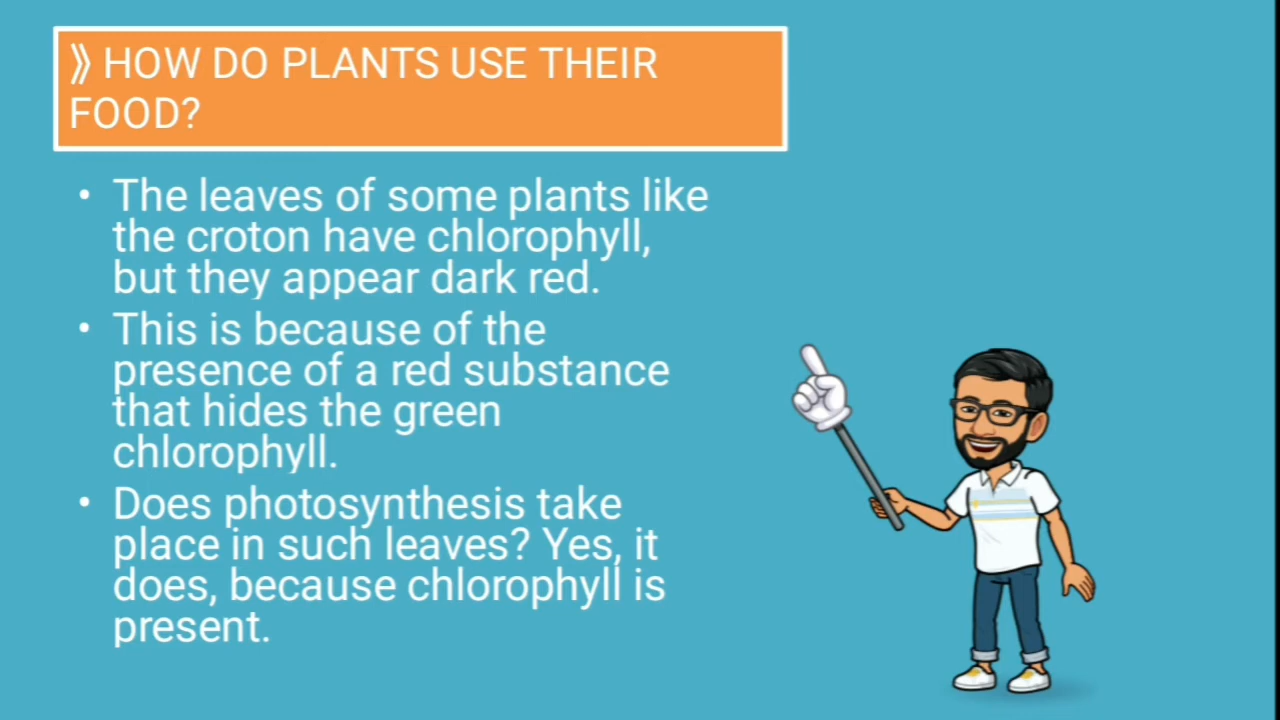 ⟫ HOW DO PLANTS USE THEIR
FOOD?
• The leaves of some plants like
the croton have chlorophyll,
but they appear dark red.
• This is because of the
presence of a red substance
that hides the green
chlorophyll.
• Does photosynthesis take
place in such leaves? Yes, it
does, because chlorophyll is
present.